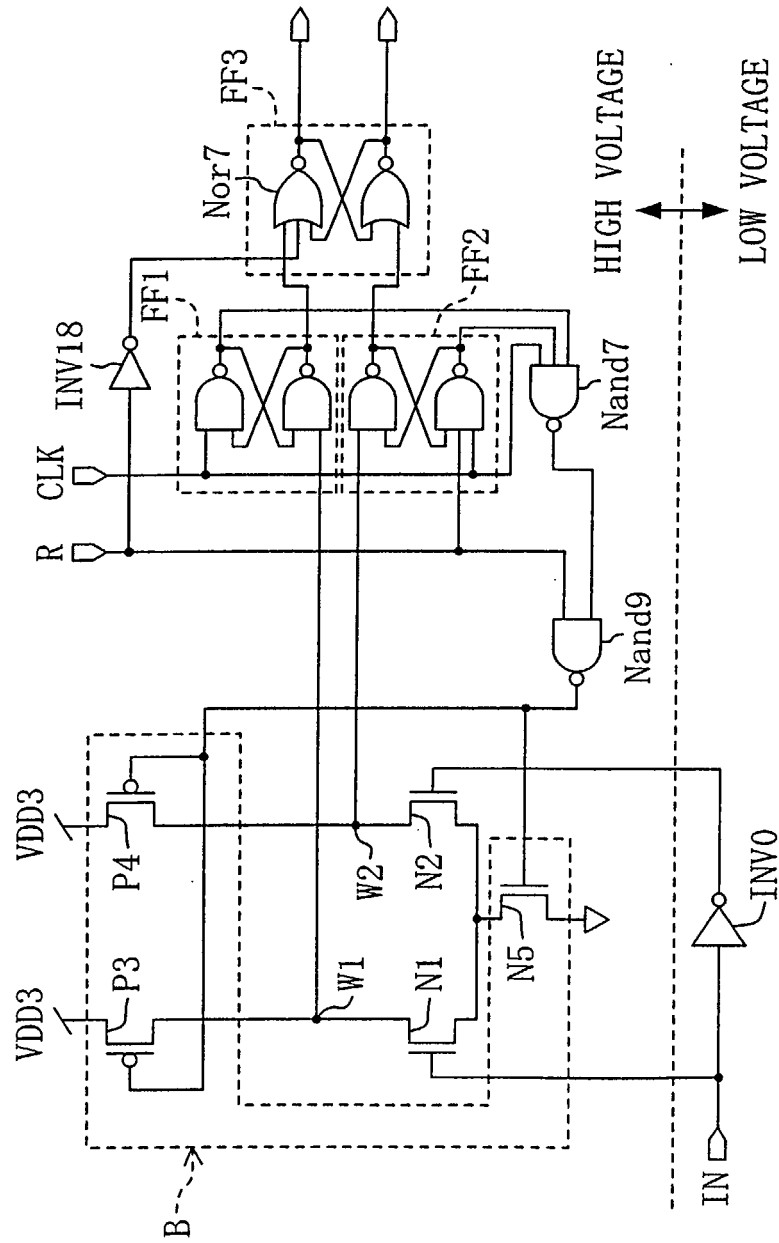 FF3
Nor7
FF1
FF2
INV18
CLK
R
Nand7
Nand9
HIGH VOLTAGE
LOW VOLTAGE
VDD3
VDD3
P4
P3
W2
W1
N2
N1
N5
INV0
IN
B